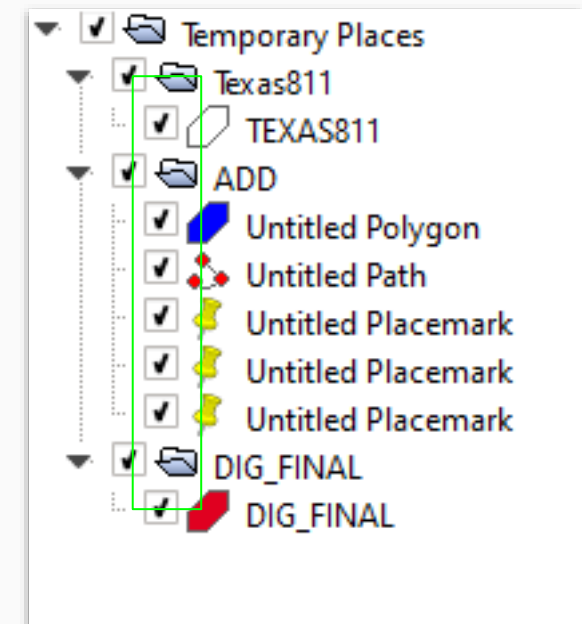 Temporary Places
Texas811
TEXAS811
ADD
Untitled Polygon
Untitled Path
Untitled Placemark
Untitled Placemark
Untitled Placemark
DIG_FINAL
DIG_FINAL